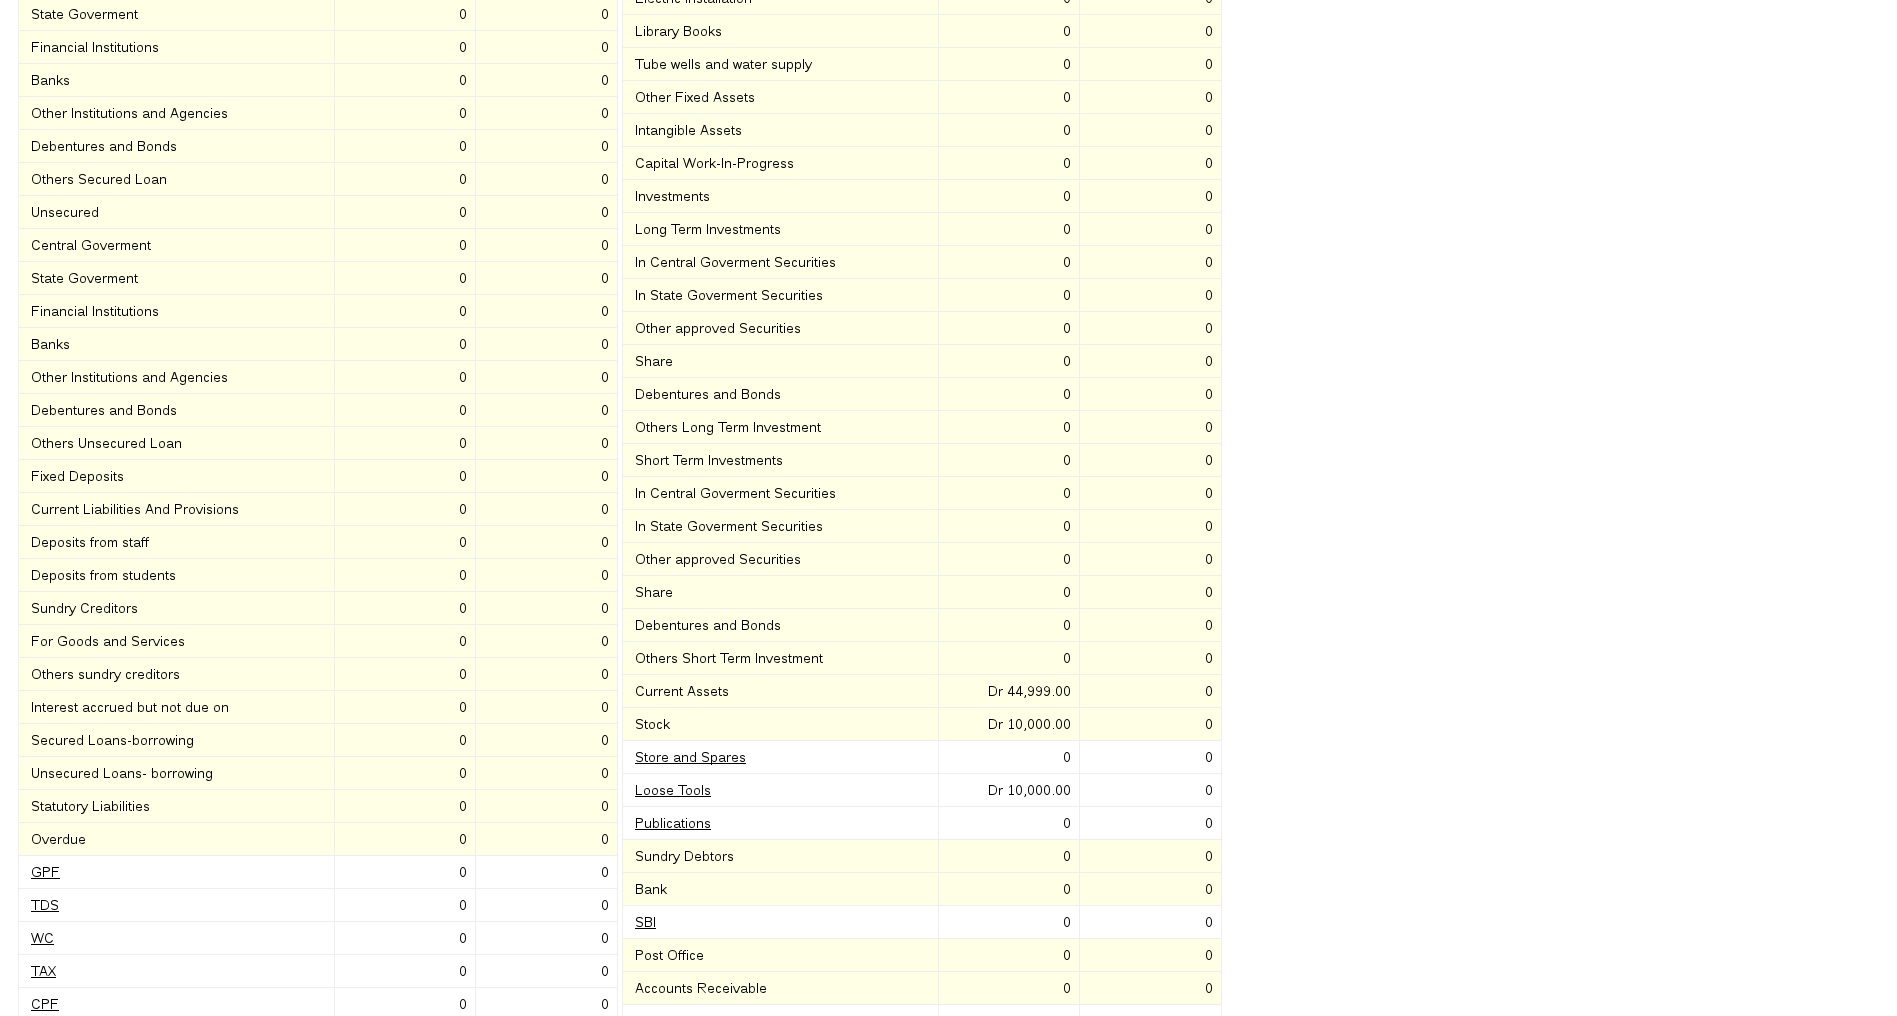 State Goverment 0 0
Financial Institutions 0 0
Banks 0 0
Other Institutions and Agencies 0 0
Debentures and Bonds 0 0
Others Secured Loan 0 0
Unsecured 0 0
Central Goverment 0 0
State Goverment 0 0
Financial Institutions 0 0
Banks 0 0
Other Institutions and Agencies 0 0
Debentures and Bonds 0 0
Others Unsecured Loan 0 0
Fixed Deposits 0 0
Current Liabilities And Provisions 0 0
Deposits from staff 0 0
Deposits from students 0 0
Sundry Creditors 0 0
For Goods and Services 0 0
Others sundry creditors 0 0
Interest accrued but not due on 0 0
Secured Loans-borrowing 0 0
Unsecured Loans- borrowing 0 0
Statutory Liabilities 0 0
Overdue 0 0
GPF 0 0
TDS 0 0
WC 0 0
TAX 0 0
CPF 0 0
Electric Installation 0 0
Library Books 0 0
Tube wells and water supply 0 0
Other Fixed Assets 0 0
Intangible Assets 0 0
Capital Work-In-Progress 0 0
Investments 0 0
Long Term Investments 0 0
In Central Goverment Securities 0 0
In State Goverment Securities 0 0
Other approved Securities 0 0
Share 0 0
Debentures and Bonds 0 0
Others Long Term Investment 0 0
Short Term Investments 0 0
In Central Goverment Securities 0 0
In State Goverment Securities 0 0
Other approved Securities 0 0
Share 0 0
Debentures and Bonds 0 0
Others Short Term Investment 0 0
Current Assets Dr 44,999.00 0
Stock Dr 10,000.00 0
Store and Spares 0 0
Loose Tools Dr 10,000.00 0
Publications 0 0
Sundry Debtors 0 0
Bank 0 0
SBI 0 0
Post Office 0 0
Accounts Receivable 0 0